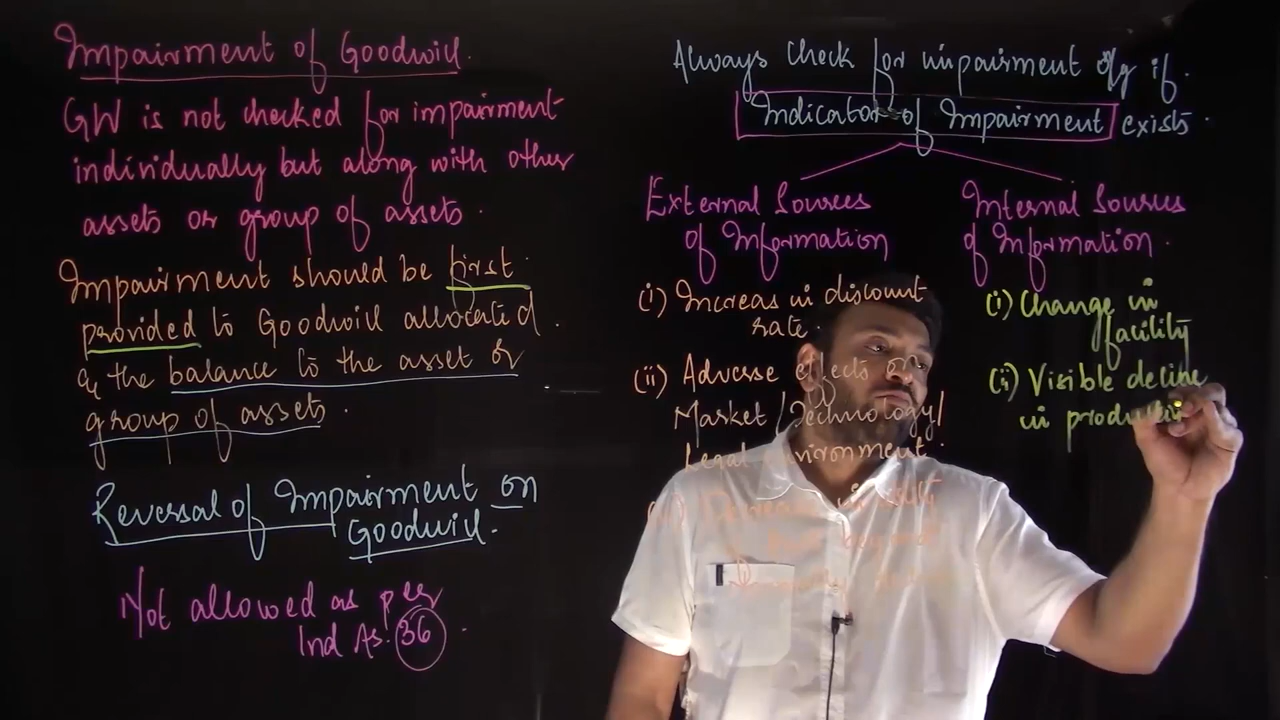 Impairment of Goodwill.
GW is not checked for impairment
individually but along with other
assets or group of assets.
Impairment should be first
provided to Goodwill allocated
& the balance to the asset or
group of assets.
Reversal of Impairment on
Goodwill.
Not allowed as per
Ind As. 36
Always check for impairment o/y if
Indicator of Impairment exists.
External Sources
of Information
(i) Increas in discount
rate.
(ii) Adverse effects on
Market/Technology/
Legal environment.
Decrease in
Internal Sources
of Information.
(i) Change in
facility
(ii) Visible decline
in